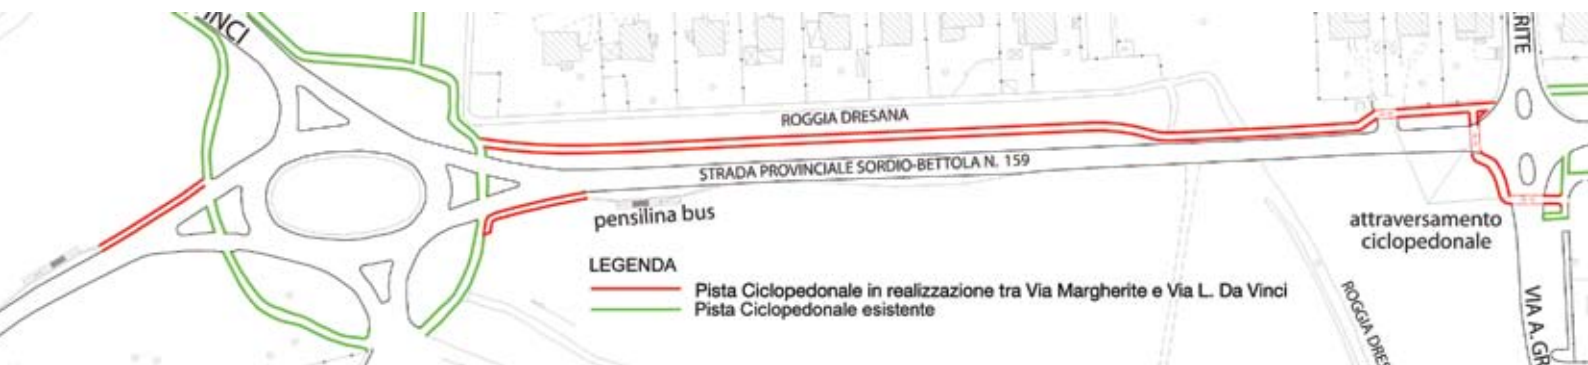 INCI
RITE
ROGGIA DRESANA
STRADA PROVINCIALE SORDIO-BETTOLA N. 159
pensilina bus
attraversamento
ciclopedonale
LEGENDA
Pista Ciclopedonale in realizzazione tra Via Margherite e Via L. Da Vinci
Pista Ciclopedonale esistente
ROGGIA DRES
VIA A. GR